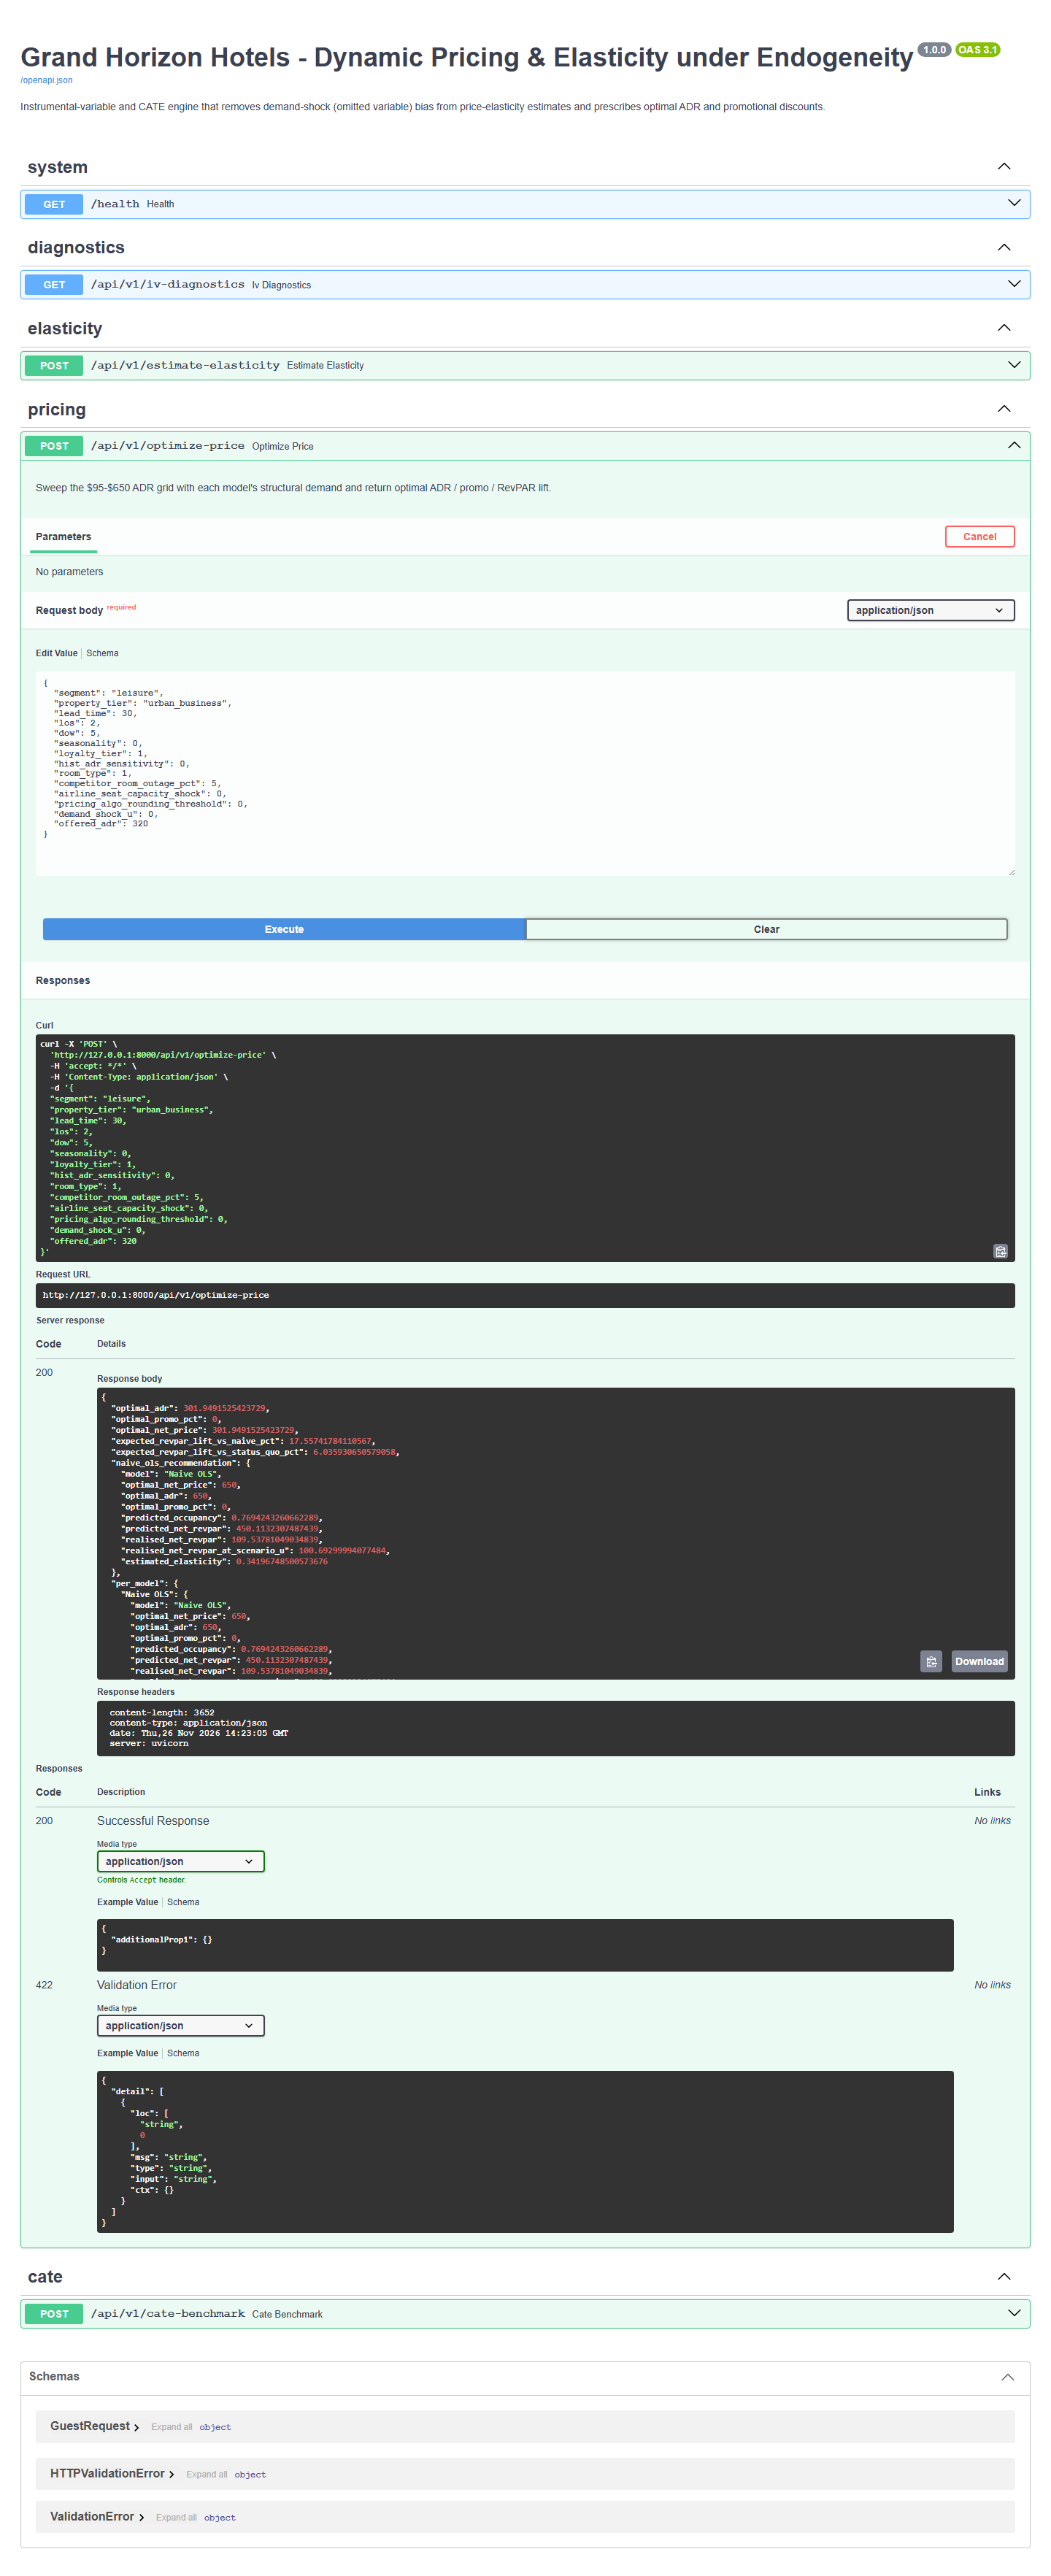 Grand Horizon Hotels - Dynamic Pricing & Elasticity under Endogeneity 1.0.0 OAS 3.1
/openapi.json
Instrumental-variable and CATE engine that removes demand-shock (omitted variable) bias from price-elasticity estimates and prescribes optimal ADR and promotional discounts.
system
GET /health Health
diagnostics
GET /api/v1/iv-diagnostics Iv Diagnostics
elasticity
POST /api/v1/estimate-elasticity Estimate Elasticity
pricing
POST /api/v1/optimize-price Optimize Price
Sweep the $95-$650 ADR grid with each model's structural demand and return optimal ADR / promo / RevPAR lift.
Parameters Cancel
No parameters
Request body required application/json
Edit Value Schema
{
"segment": "leisure",
"property_tier": "urban_business",
"lead_time": 30,
"los": 2,
"dow": 5,
"seasonality": 0,
"loyalty_tier": 1,
"hist_adr_sensitivity": 0,
"room_type": 1,
"competitor_room_outage_pct": 5,
"airline_seat_capacity_shock": 0,
"pricing_algo_rounding_threshold": 0,
"demand_shock_u": 0,
"offered_adr": 320
}
Execute Clear
Responses
Curl
curl -X 'POST' \
'http://127.0.0.1:8000/api/v1/optimize-price' \
-H 'accept: */*' \
-H 'Content-Type: application/json' \
-d '{
"segment": "leisure",
"property_tier": "urban_business",
"lead_time": 30,
"los": 2,
"dow": 5,
"seasonality": 0,
"loyalty_tier": 1,
"hist_adr_sensitivity": 0,
"room_type": 1,
"competitor_room_outage_pct": 5,
"airline_seat_capacity_shock": 0,
"pricing_algo_rounding_threshold": 0,
"demand_shock_u": 0,
"offered_adr": 320
}'
Request URL
http://127.0.0.1:8000/api/v1/optimize-price
Server response
Code Details
200
Response body
{
"optimal_adr": 301.9491525423729,
"optimal_promo_pct": 0,
"optimal_net_price": 301.9491525423729,
"expected_revpar_lift_vs_naive_pct": 17.55741784110567,
"expected_revpar_lift_vs_status_quo_pct": 6.035930650579058,
"naive_ols_recommendation": {
"model": "Naive OLS",
"optimal_net_price": 650,
"optimal_adr": 650,
"optimal_promo_pct": 0,
"predicted_occupancy": 0.7694243260662289,
"predicted_net_revpar": 450.1132307487439,
"realised_net_revpar": 109.53781049034839,
"realised_net_revpar_at_scenario_u": 100.69299994077484,
"estimated_elasticity": 0.34196748500573676
},
"per_model": {
"Naive OLS": {
"model": "Naive OLS",
"optimal_net_price": 650,
"optimal_adr": 650,
"optimal_promo_pct": 0,
"predicted_occupancy": 0.7694243260662289,
"predicted_net_revpar": 450.1132307487439,
"realised_net_revpar": 109.53781049034839,
Download
Response headers
content-length: 3652
content-type: application/json
date: Thu,26 Nov 2026 14:23:05 GMT
server: uvicorn
Responses
Code Description Links
200 Successful Response No links
Media type
application/json
Controls Accept header.
Example Value Schema
{
"additionalProp1": {}
}
422 Validation Error No links
Media type
application/json
Example Value Schema
{
"detail": [
{
"loc": [
"string",
0
],
"msg": "string",
"type": "string",
"input": "string",
"ctx": {}
}
]
}
cate
POST /api/v1/cate-benchmark Cate Benchmark
Schemas
GuestRequest Expand all object
HTTPValidationError Expand all object
ValidationError Expand all object